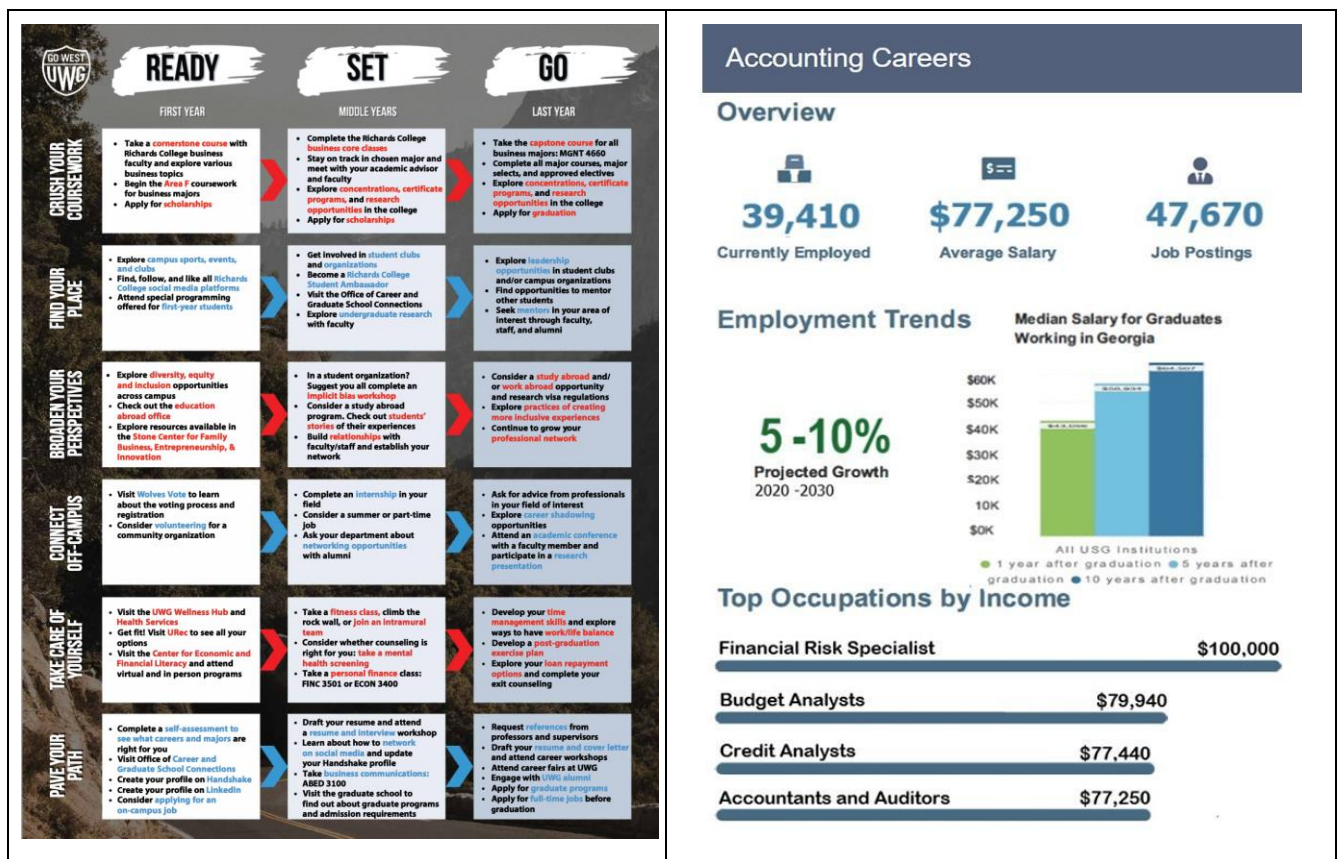 GO WEST
UWG
READY
SET
GO
FIRST YEAR
MIDDLE YEARS
LAST YEAR
CRUSH YOUR
COURSEWORK
• Take a cornerstone course with
Richards College business
faculty and explore various
business topics
• Begin the Area F coursework
for business majors
• Apply for scholarships
• Complete the Richards College
business core classes
• Stay on track in chosen major and
meet with your academic advisor
and faculty
• Explore concentrations, certificate
programs, and research
opportunities in the college
• Apply for scholarships
• Take the capstone course for all
business majors: MGNT 4660
• Complete all major courses, major
selects, and approved electives
• Explore concentrations, certificate
programs, and research
opportunities in the college
• Apply for graduation
FIND YOUR
PLACE
• Explore campus sports, events,
and clubs
• Find, follow, and like all Richards
College social media platforms
• Attend special programming
offered for first-year students
• Get involved in student clubs
and organizations
• Become a Richards College
Student Ambassador
• Visit the Office of Career and
Graduate School Connections
• Explore undergraduate research
with faculty
• Explore leadership
opportunities in student clubs
and/or campus organizations
• Find opportunities to mentor
other students
• Seek mentors in your area of
interest through faculty,
staff, and alumni
BROADEN YOUR
PERSPECTIVES
• Explore diversity, equity
and inclusion opportunities
across campus
• Check out the education
abroad office
• Explore resources available in
the Stone Center for Family
Business, Entrepreneurship, &
Innovation
• In a student organization?
Suggest you all complete an
implicit bias workshop
• Consider a study abroad
program. Check out students'
stories of their experiences
• Build relationships with
faculty/staff and establish your
network
• Consider a study abroad and/
or work abroad opportunity
and research visa regulations
• Explore practices of creating
more inclusive experiences
• Continue to grow your
professional network
CONNECT
OFF-CAMPUS
• Visit Wolves Vote to learn
about the voting process and
registration
• Consider volunteering for a
community organization
• Complete an internship in your
field
• Consider a summer or part-time
job
• Ask your department about
networking opportunities
with alumni
• Ask for advice from professionals
in your field of interest
• Explore career shadowing
opportunities
• Attend an academic conference
with a faculty member and
participate in a research
presentation
TAKE CARE OF
YOURSELF
• Visit the UWG Wellness Hub and
Health Services
• Get fit! Visit URec to see all your
options
• Visit the Center for Economic and
Financial Literacy and attend
virtual and in person programs
• Take a fitness class, climb the
rock wall, or join an intramural
team
• Consider whether counseling is
right for you: take a mental
health screening
• Take a personal finance class:
FINC 3501 or ECON 3400
• Develop your time
management skills and explore
ways to have work/life balance
• Develop a post-graduation
exercise plan
• Explore your loan repayment
options and complete your
exit counseling
PAVE YOUR
PATH
• Complete a self-assessment to
see what careers and majors are
right for you
• Visit Office of Career and
Graduate School Connections
• Create your profile on Handshake
• Create your profile on LinkedIn
• Consider applying for an
on-campus job
• Draft your resume and attend
a resume and interview workshop
• Learn about how to network
on social media and update
your Handshake profile
• Take business communications:
ABED 3100
• Visit the graduate school to
find out about graduate programs
and admission requirements
• Request references from
professors and supervisors
• Draft your resume and cover letter
and attend career workshops
• Attend career fairs at UWG
• Engage with UWG alumni
• Apply for graduate programs
• Apply for full-time jobs before
graduation
Accounting Careers
Overview
39,410
$77,250
47,670
Currently Employed
Average Salary
Job Postings
Employment Trends
Median Salary for Graduates
Working in Georgia
5 -10%
Projected Growth
2020 -2030
$60K
$50K
$40K
$30K
$20K
10K
$0K
All USG Institutions
1 year after graduation 5 years after
graduation 10 years after graduation
Top Occupations by Income
Financial Risk Specialist $100,000
Budget Analysts $79,940
Credit Analysts $77,440
Accountants and Auditors $77,250